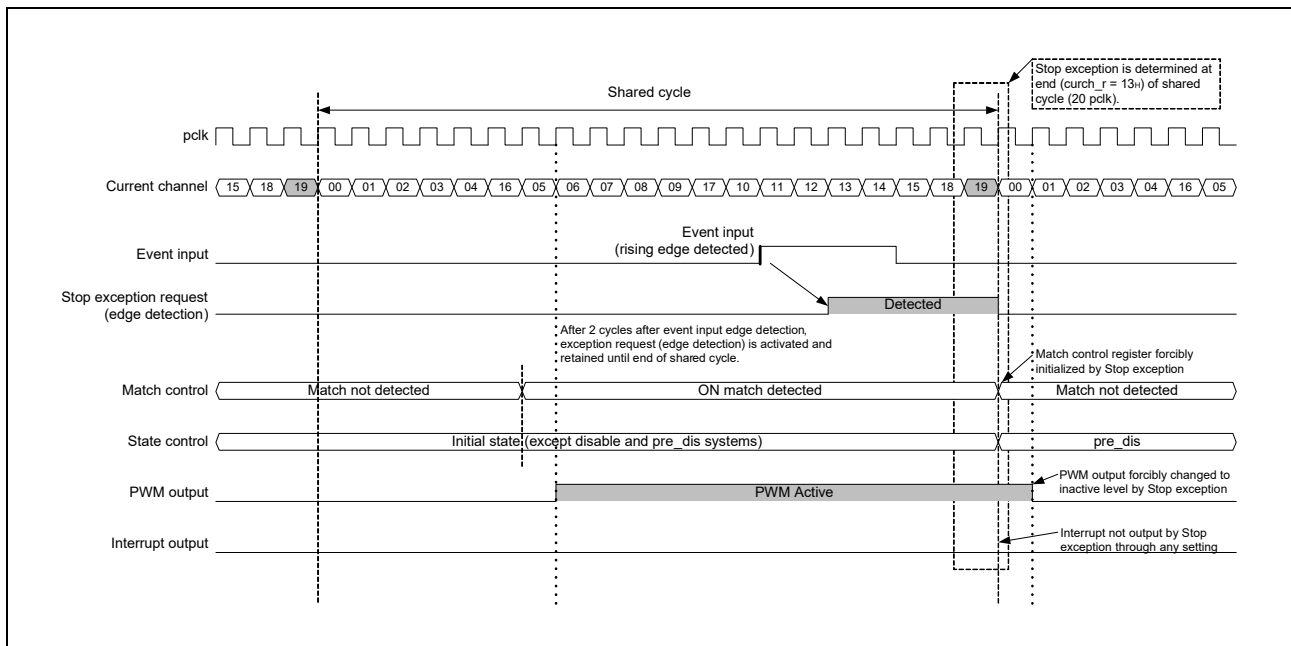 Stop exception is determined at
end (curch_r = 13H) of shared
cycle (20 pclk).
Shared cycle
pclk
Current channel 15 18 19 00 01 02 03 04 16 05 06 07 08 09 17 10 11 12 13 14 15 18 19 00 01 02 03 04 16 05
Event input
(rising edge detected)
Event input
Stop exception request
(edge detection)
Detected
After 2 cycles after event input edge detection,
exception request (edge detection) is activated and
retained until end of shared cycle.
Match control register forcibly
initialized by Stop exception
Match control Match not detected ON match detected Match not detected
State control Initial state (except disable and pre_dis systems) pre_dis
PWM output PWM Active
PWM output forcibly changed to
inactive level by Stop exception
Interrupt output
Interrupt not output by Stop
exception through any setting